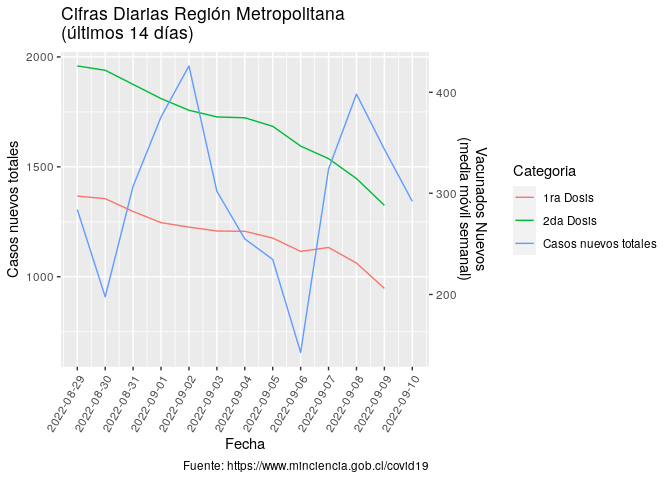 Cifras Diarias Región Metropolitana
(últimos 14 días)
Casos nuevos totales
2000
1500
1000
400
300
200
Vacunados Nuevos
(media móvil semanal)
2022-08-29
2022-08-30
2022-08-31
2022-09-01
2022-09-02
2022-09-03
2022-09-04
2022-09-05
2022-09-06
2022-09-07
2022-09-08
2022-09-09
2022-09-10
Fecha
Categoria
1ra Dosis
2da Dosis
Casos nuevos totales
Fuente: https://www.minciencia.gob.cl/covid19